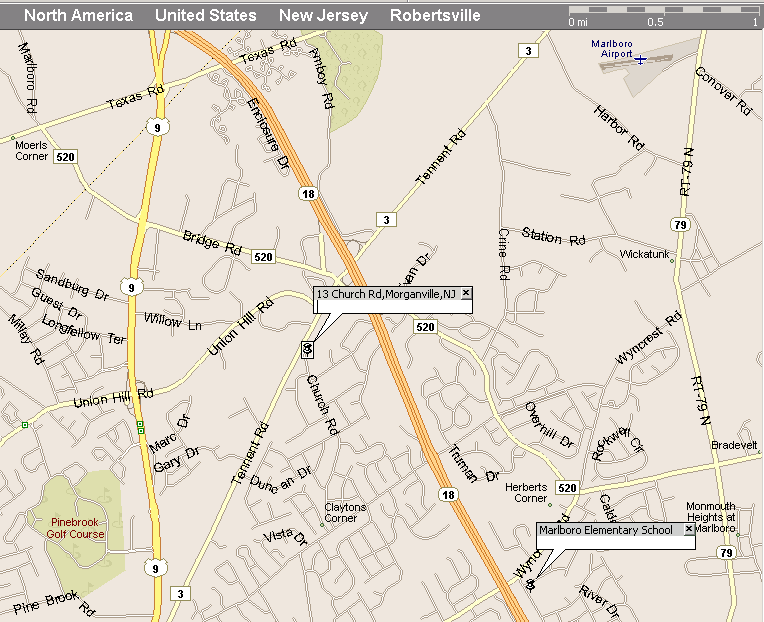 North America United States New Jersey Robertsville
0 mi 0.5 1
Marlboro Rd
Texas Rd
Texas Rd
3
Marlboro
Airport
Conover Rd
Enclosure Dr
Harbor Rd
9
Moerls
Corner
520
Tennent Rd
RT-79 N
18
3
79
Bridge Rd
520
Crine Rd
Station Rd
Wickatunk
Sandburg Dr
9
Guest Dr
Willow Ln
Longfellow Ter
Milway Rd
Union Hill Rd
13 Church Rd,Morganville,NJ
520
Wyncrest Rd
Union Hill Rd
Church Rd
RT-79 N
Marc Dr
Gary Dr
Tennent Rd
Overhill Dr
Rockwell Cir
Bradevelt
Duncan Dr
Truman Dr
Herberts
Corner
520
18
Pinebrook
Golf Course
Claytons
Corner
Vista Dr
Monmouth
Heights at
Marlboro
Marlboro Elementary School
79
9
3
Pine Brook Rd
River Dr